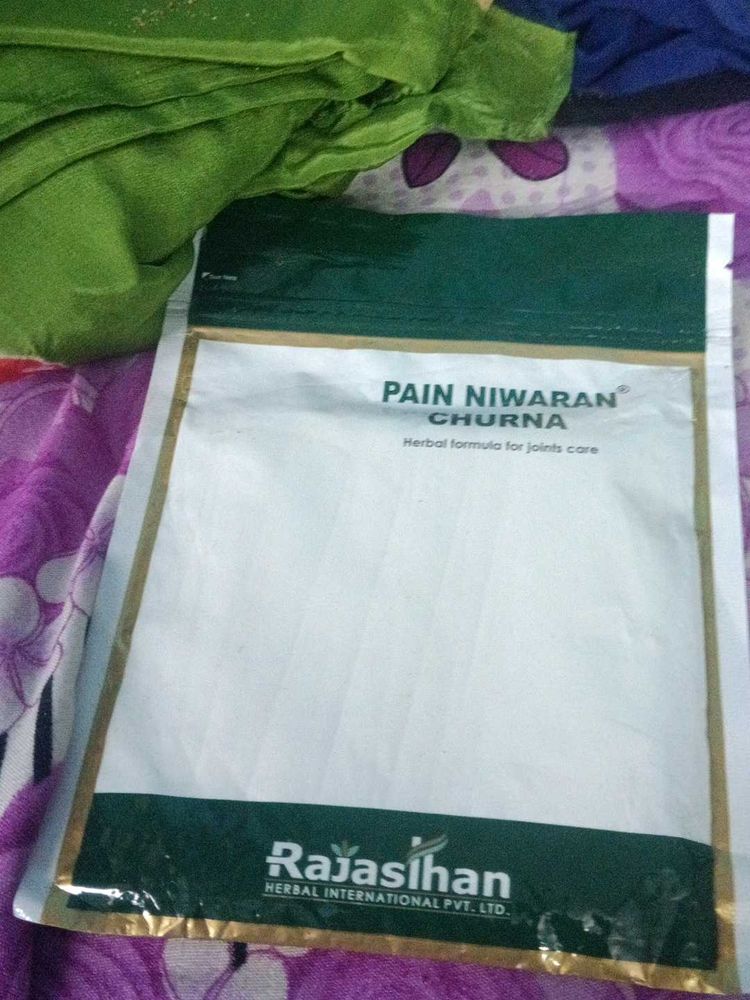 PAIN NIWARAN®
CHURNA
Herbal formula for joints care
Rajasthan
HERBAL INTERNATIONAL PVT. LTD.